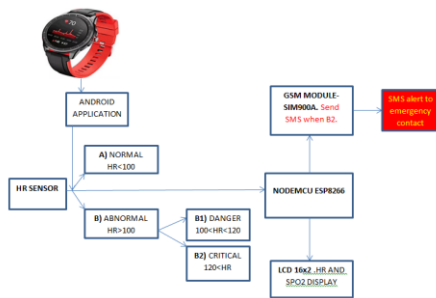 ANDROID
APPLICATION
GSM MODULE-
SIM900A. Send
SMS when B2.
SMS alert to
emergency
contact
A) NORMAL
HR<100
HR SENSOR
NODEMCU ESP8266
B) ABNORMAL
HR>100
B1) DANGER
100<HR<120
B2) CRITICAL
120<HR
LCD 16x2 .HR AND
SPO2 DISPLAY